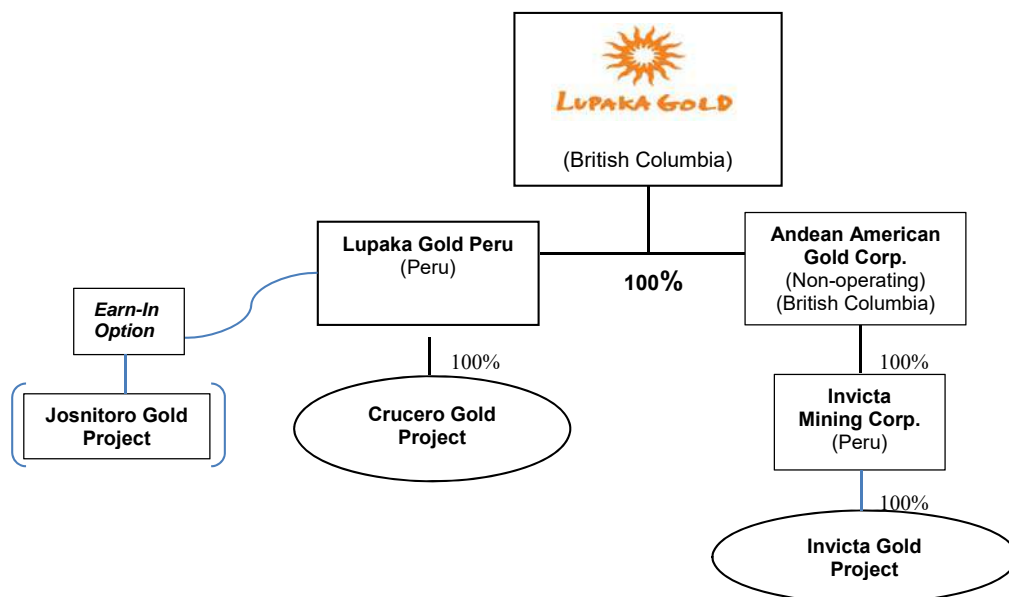 LUPAKA GOLD
(British Columbia)
Lupaka Gold Peru
(Peru)
100%
Andean American
Gold Corp.
(Non-operating)
(British Columbia)
Earn-In
Option
100%
100%
Josnitoro Gold
Project
Crucero Gold
Project
Invicta
Mining Corp.
(Peru)
100%
Invicta Gold
Project